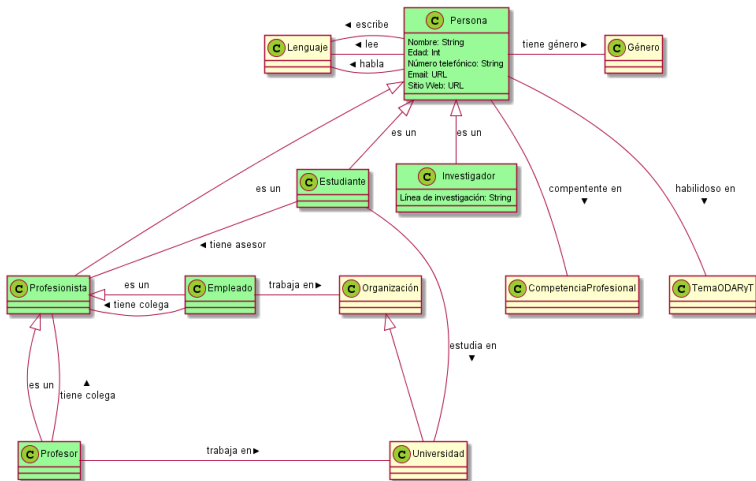 C Persona
◄ escribe
◄ lee
◄ habla
C Lenguaje
Nombre: String
Edad: Int
Número telefónico: String
Email: URL
Sitio Web: URL
tiene género►
C Género
es un
es un
es un
C Estudiante
C Investigador
Línea de investigación: String
compentente en
▼
habilidoso en
▼
◄ tiene asesor
C Profesionista
es un
◄ tiene colega
C Empleado
trabaja en►
C Organización
C CompetenciaProfesional
C TemaODARyT
estudia en
▼
es un
▲
tiene colega
C Profesor
trabaja en►
C Universidad